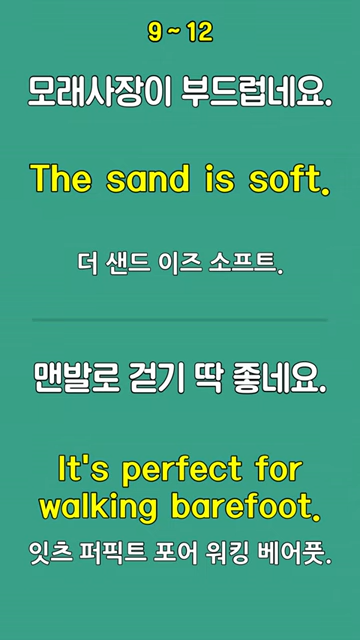 9 ~ 12
모래사장이 부드럽네요.
The sand is soft.
더 샌드 이즈 소프트.
맨발로 걷기 딱 좋네요.
It's perfect for
walking barefoot.
잇츠 퍼픽트 포어 워킹 베어풋.